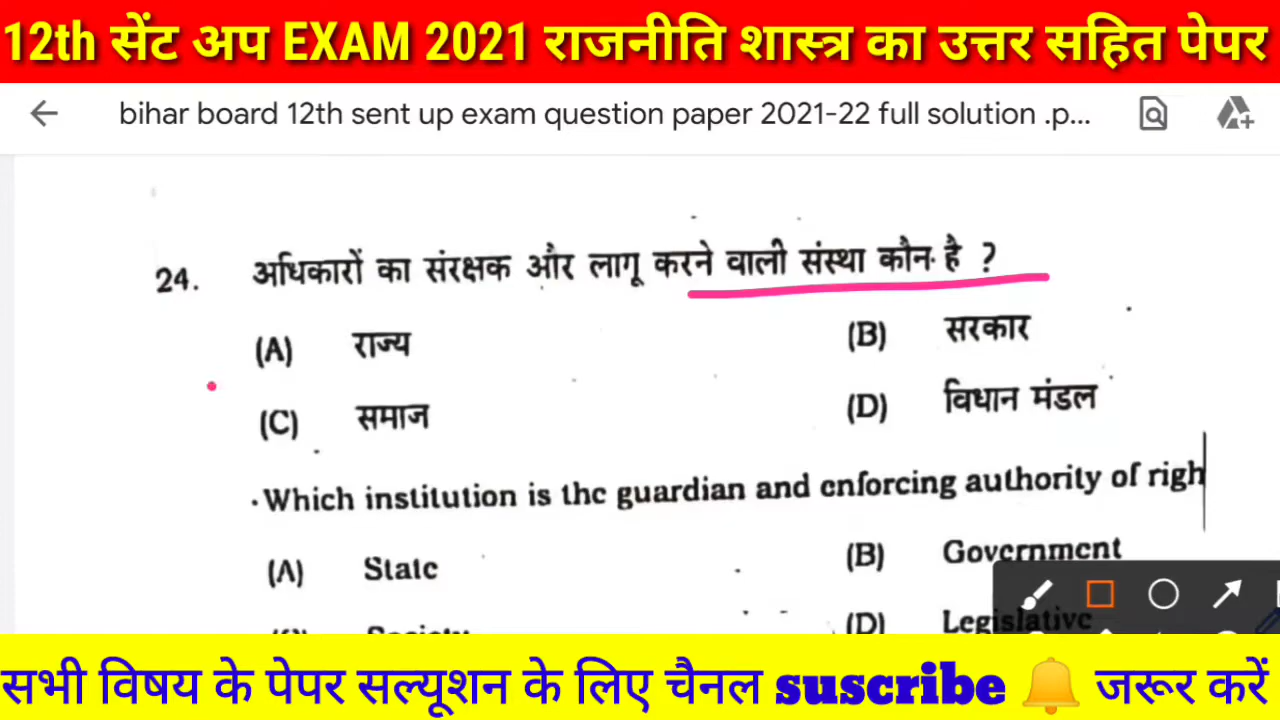 12th सेंट अप EXAM 2021 राजनीति शास्त्र का उत्तर सहित पेपर
bihar board 12th sent up exam question paper 2021-22 full solution .p...
24. अधिकारों का संरक्षक और लागू करने वाली संस्था कौन है ?
(A) राज्य (B) सरकार
(C) समाज (D) विधान मंडल
Which institution is the guardian and enforcing authority of righ
(A) State (B) Government
(D) Legislative
सभी विषय के पेपर सल्यूशन के लिए चैनल suscribe 🔔 जरूर करें